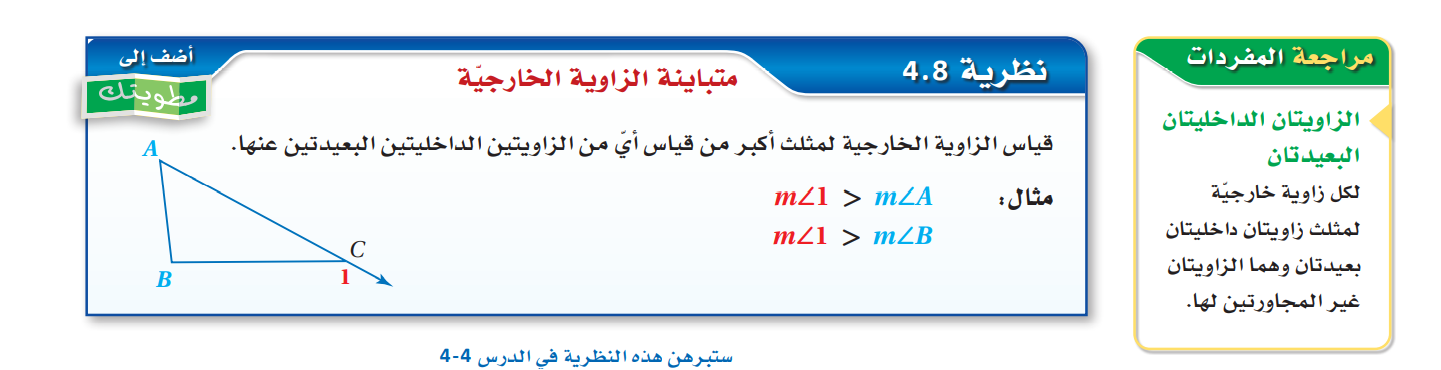 مراجعة المفردات
الزاويتان الداخليتان
البعيدتان
لكل زاوية خارجيّة
لمثلث زاويتان داخليتان
بعيدتان وهما الزاويتان
غير المجاورتين لها.
نظرية 4.8
متباينة الزاوية الخارجيّة
أضف إلى
مطويتك
قياس الزاوية الخارجية لمثلث أكبر من قياس أيّ من الزاويتين الداخليتين البعيدتين عنها.
مثال: m∠1 > m∠A
m∠1 > m∠B
A
C
B
1
ستبرهن هذه النظرية في الدرس 4-4